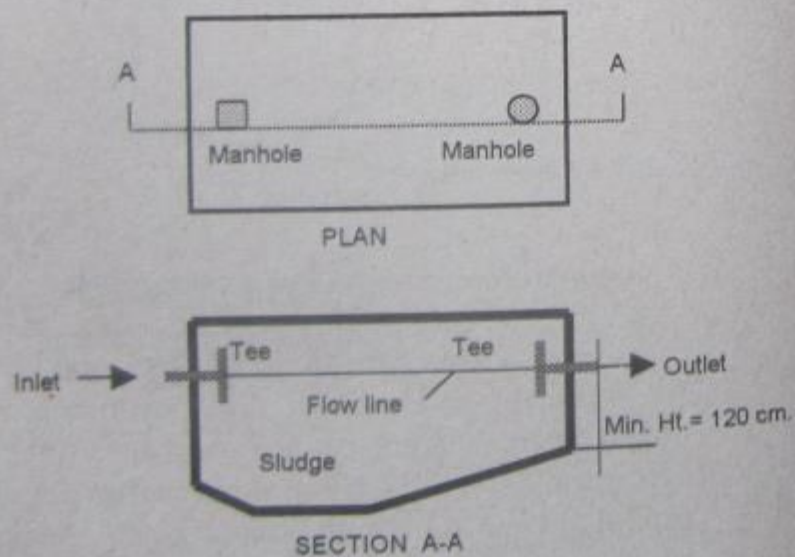 A
A
Manhole
Manhole
PLAN
Tee
Tee
Inlet
Outlet
Flow line
Min. Ht.= 120 cm.
Sludge
SECTION A-A